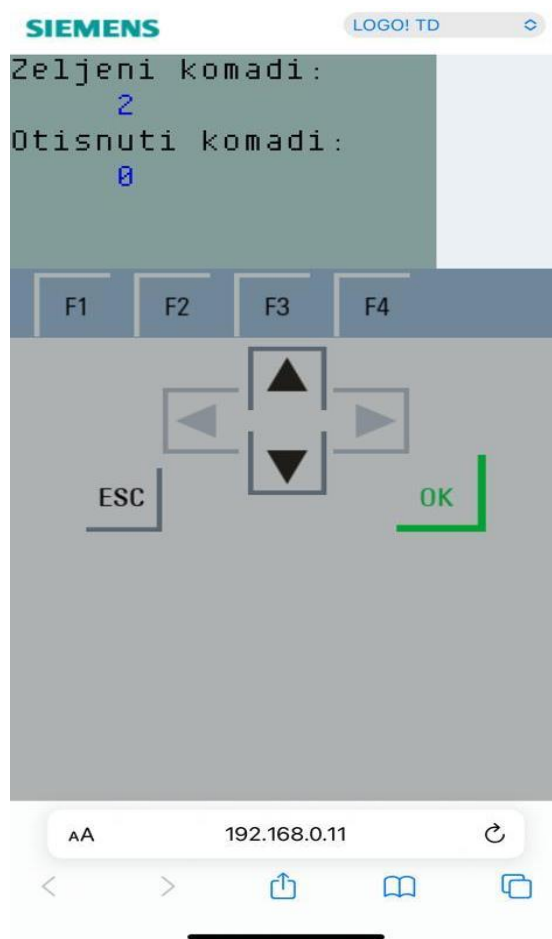 SIEMENS
LOGO! TD
Zeljeni komadi:
2
Otisnuti komadi:
0
F1 F2 F3 F4
ESC
OK
AA 192.168.0.11